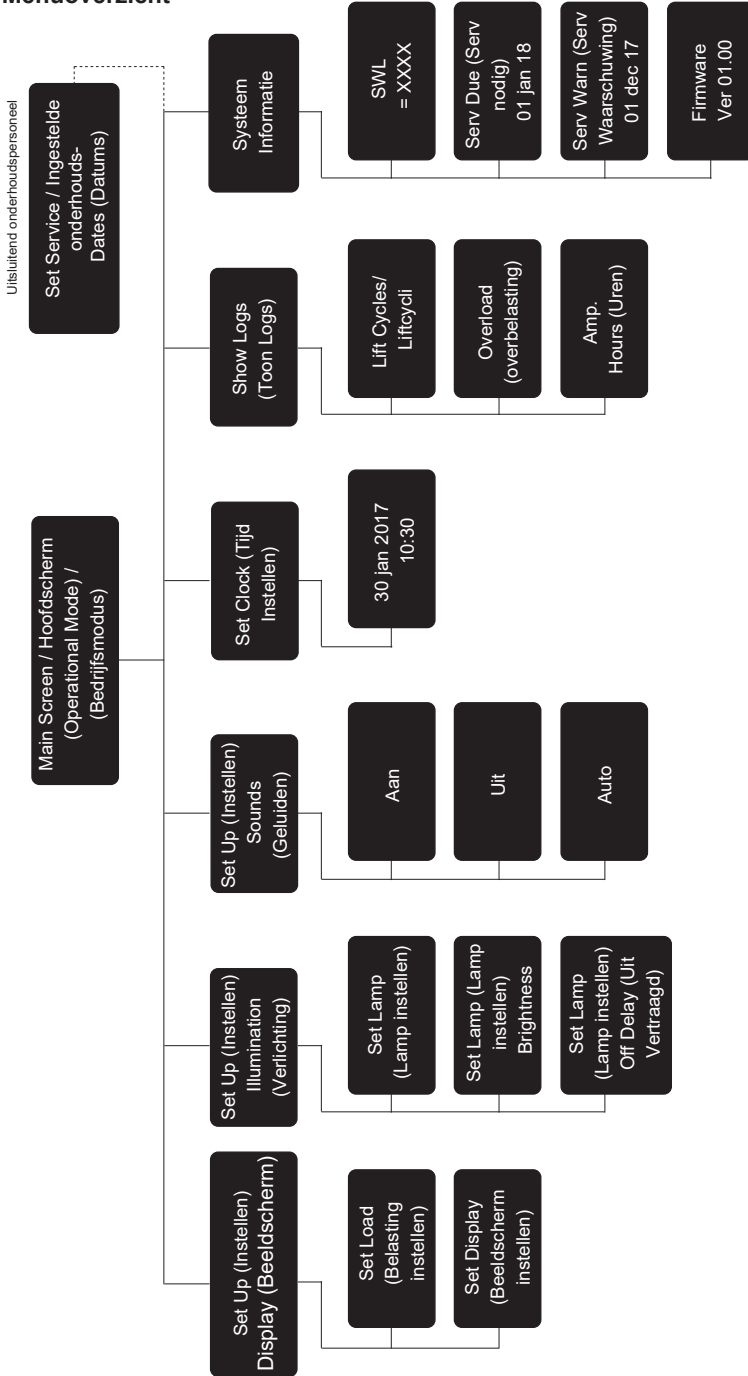 Menuoverzicht
Main Screen / Hoofdscherm
(Operational Mode) /
(Bedrijfsmodus)
Uitsluitend onderhoudspersoneel
Set Service / Ingestelde
onderhouds-
Dates (Datums)
Set Up (Instellen)
Display (Beeldscherm)
Set Load
(Belasting
instellen)
Set Display
(Beeldscherm
instellen)
Set Up (Instellen)
Illumination
(Verlichting)
Set Lamp
(Lamp instellen)
Set Lamp (Lamp
instellen)
Brightness
Set Lamp
(Lamp instellen)
Off Delay (Uit
Vertraagd)
Set Up (Instellen)
Sounds
(Geluiden)
Aan
Uit
Auto
Set Clock (Tijd
Instellen)
30 jan 2017
10:30
Show Logs
(Toon Logs)
Lift Cycles/
Liftcycli
Overload
(overbelasting)
Amp.
Hours (Uren)
Systeem
Informatie
SWL
= XXXX
Serv Due (Serv
nodig)
01 jan 18
Serv Warn (Serv
Waarschuwing)
01 dec 17
Firmware
Ver 01.00